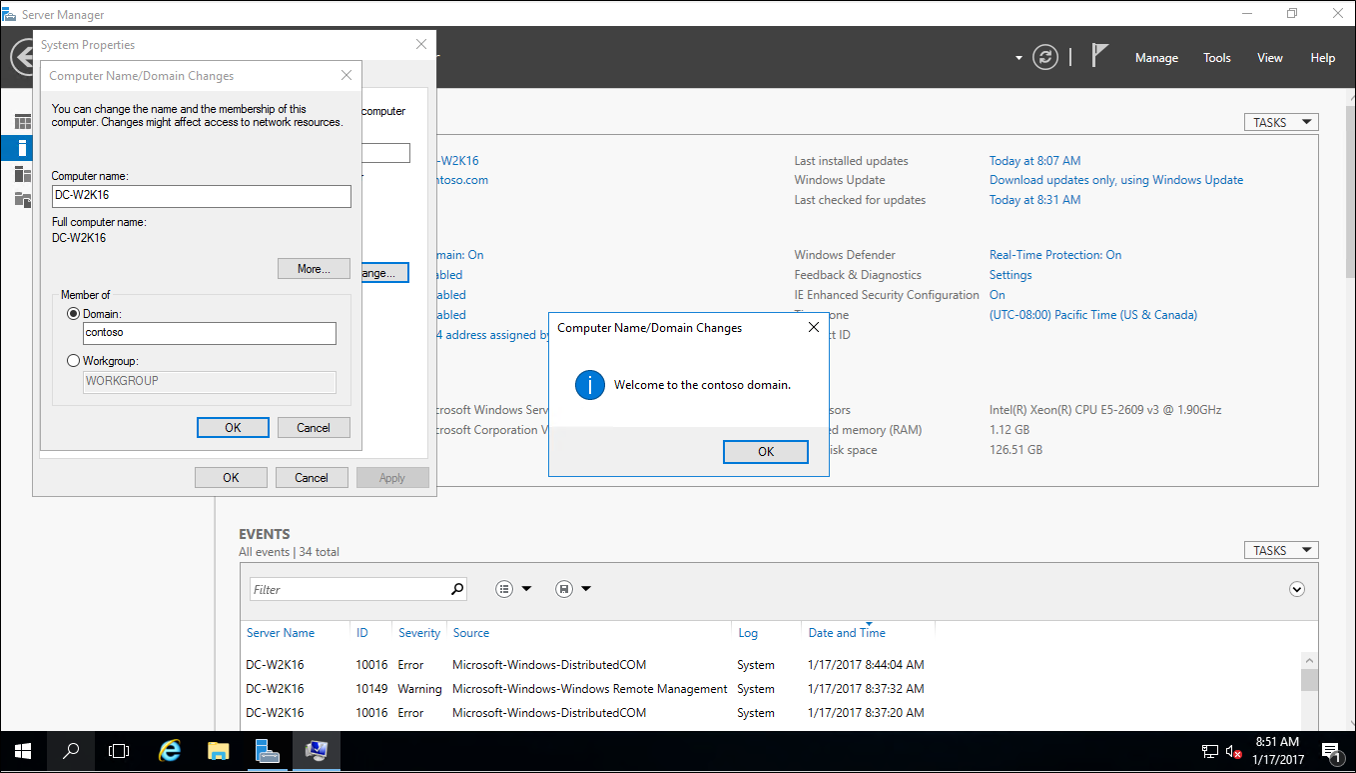 Server Manager
Manage Tools View Help
System Properties
Computer Name/Domain Changes
You can change the name and the membership of this
computer. Changes might affect access to network resources.
computer
Computer name:
DC-W2K16
Full computer name:
DC-W2K16
More...
ange...
Member of
Domain:
contoso
Workgroup:
WORKGROUP
OK Cancel
OK Cancel Apply
TASKS
-W2K16
ntoso.com
Last installed updates Today at 8:07 AM
Windows Update Download updates only, using Windows Update
Last checked for updates Today at 8:31 AM
main: On
abled
abled
abled
4 address assigned by
Windows Defender Real-Time Protection: On
Feedback & Diagnostics Settings
IE Enhanced Security Configuration On
one (UTC-08:00) Pacific Time (US & Canada)
ct ID
Computer Name/Domain Changes
Welcome to the contoso domain.
OK
crosoft Windows Serv
crosoft Corporation V
sors Intel(R) Xeon(R) CPU E5-2609 v3 @ 1.90GHz
ed memory (RAM) 1.12 GB
isk space 126.51 GB
EVENTS
All events | 34 total
TASKS
Filter
Server Name ID Severity Source Log Date and Time
DC-W2K16 10016 Error Microsoft-Windows-DistributedCOM System 1/17/2017 8:44:04 AM
DC-W2K16 10149 Warning Microsoft-Windows-Windows Remote Management System 1/17/2017 8:37:32 AM
DC-W2K16 10016 Error Microsoft-Windows-DistributedCOM System 1/17/2017 8:37:20 AM
8:51 AM
1/17/2017
1